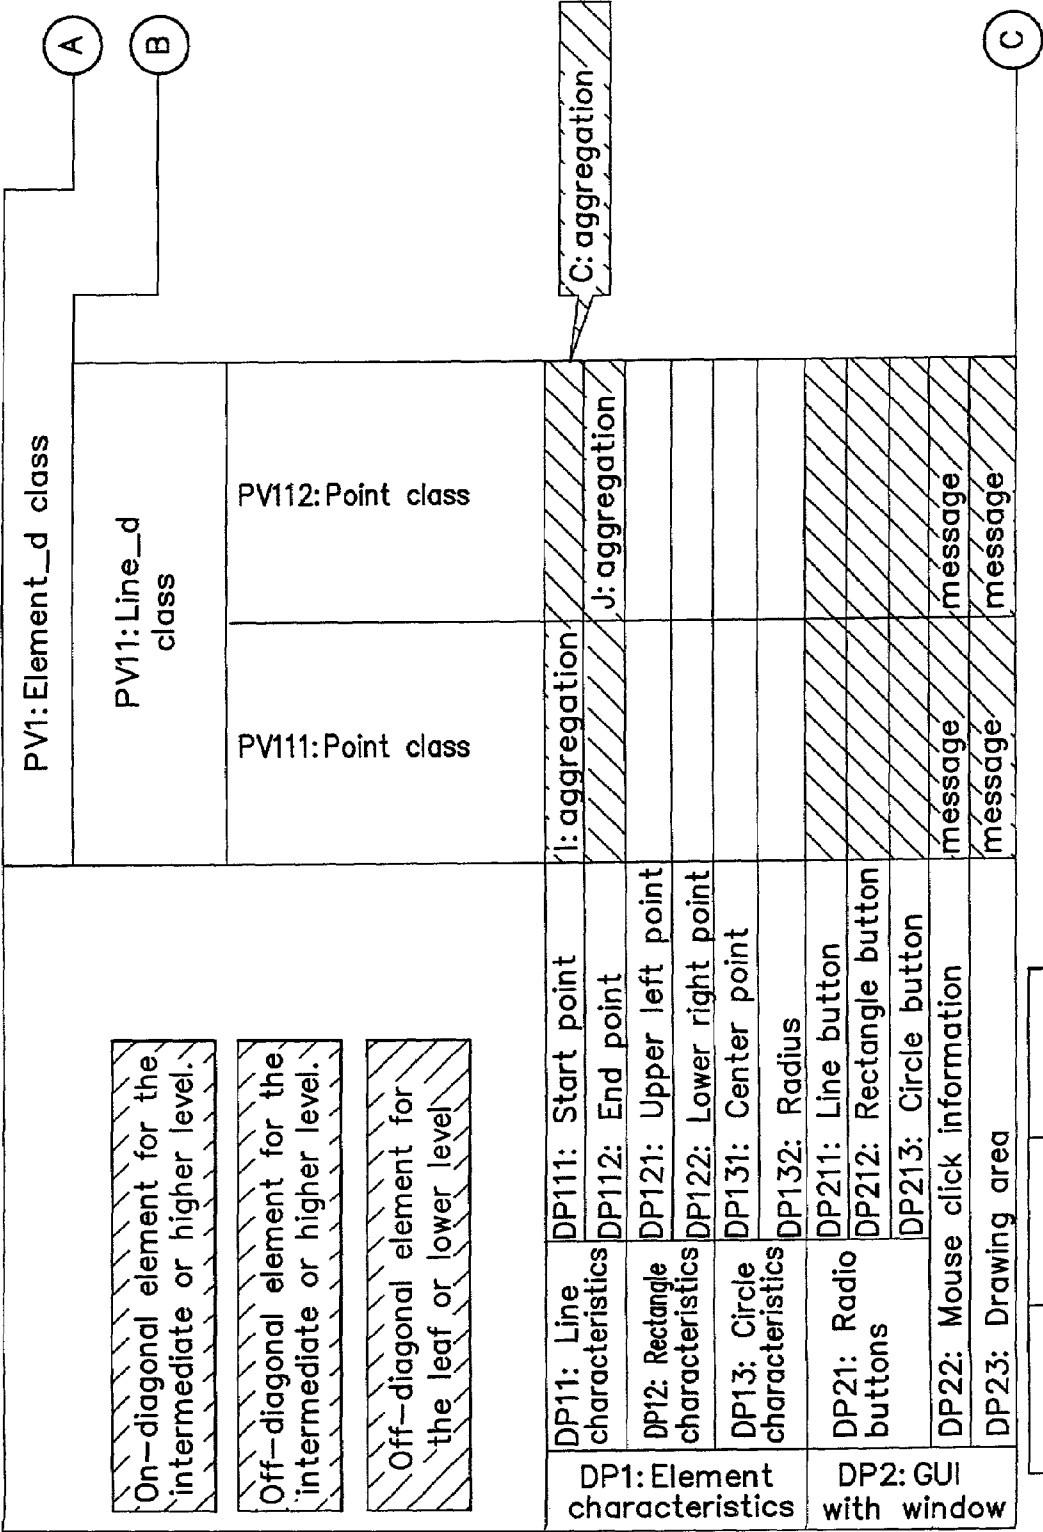 A
B
PV1: Element_d class
PV11: Line_d
class
PV111: Point class
PV112: Point class
On-diagonal element for the
intermediate or higher level.
Off-diagonal element for the
intermediate or higher level.
Off-diagonal element for
the leaf or lower level
C: aggregation
DP1: Element
characteristics
DP11: Line
characteristics
DP111: Start point
I: aggregation
DP112: End point
J: aggregation
DP12: Rectangle
characteristics
DP121: Upper left point
DP122: Lower right point
DP13: Circle
characteristics
DP131: Center point
DP132: Radius
DP2: GUI
with window
DP21: Radio
buttons
DP211: Line button
DP212: Rectangle button
DP213: Circle button
DP22: Mouse click information
message
message
DP23: Drawing area
message
message
C